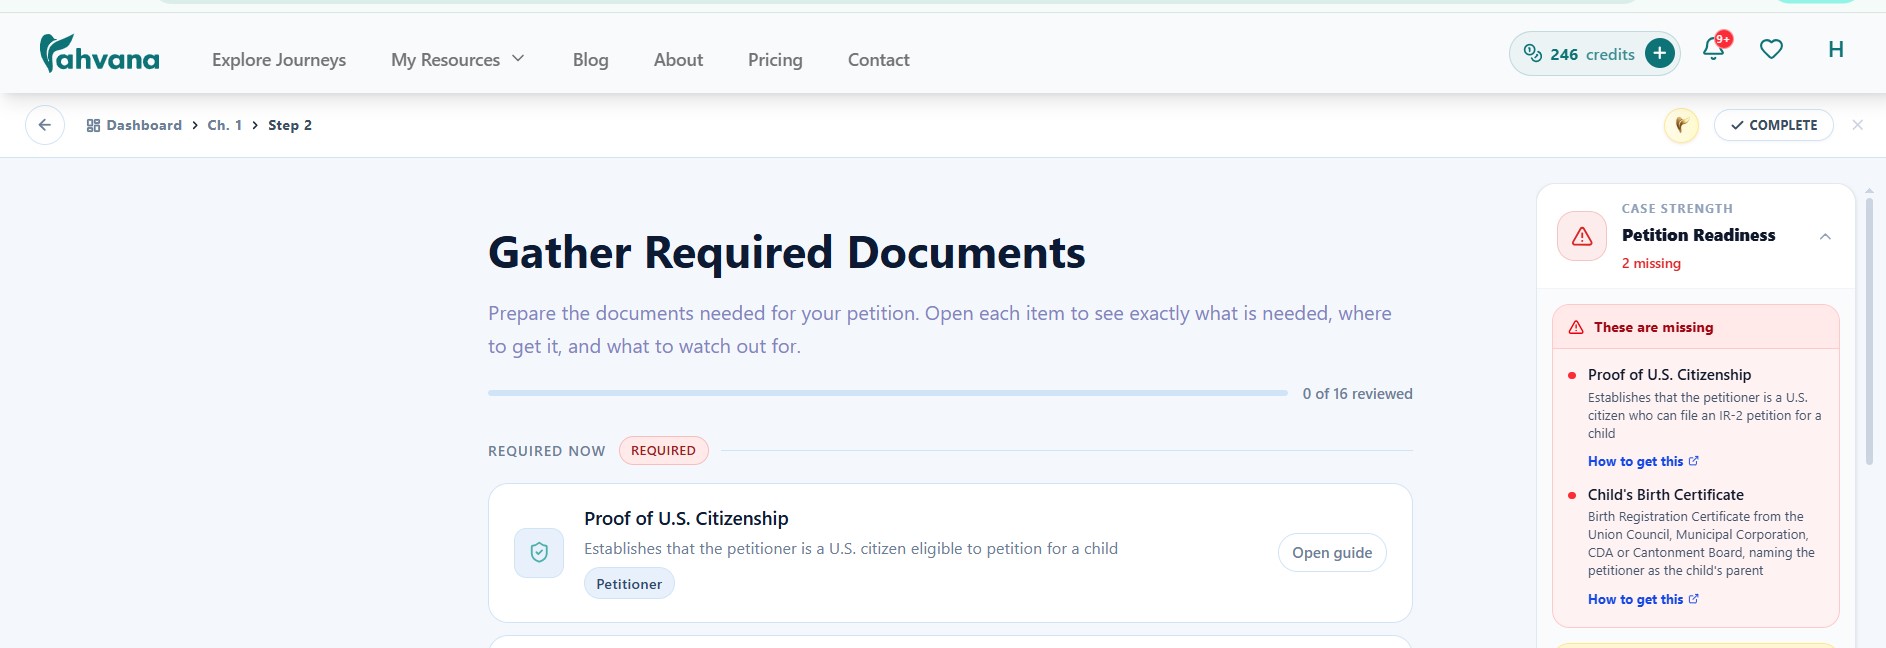 Rahvana
Explore Journeys
My Resources
Blog
About
Pricing
Contact
246 credits
9+
H
Dashboard > Ch. 1 > Step 2
COMPLETE
Gather Required Documents
Prepare the documents needed for your petition. Open each item to see exactly what is needed, where
to get it, and what to watch out for.
0 of 16 reviewed
REQUIRED NOW
REQUIRED
Proof of U.S. Citizenship
Establishes that the petitioner is a U.S. citizen eligible to petition for a child
Petitioner
Open guide
CASE STRENGTH
Petition Readiness
2 missing
These are missing
Proof of U.S. Citizenship
Establishes that the petitioner is a U.S.
citizen who can file an IR-2 petition for a
child
How to get this
Child's Birth Certificate
Birth Registration Certificate from the
Union Council, Municipal Corporation,
CDA or Cantonment Board, naming the
petitioner as the child's parent
How to get this